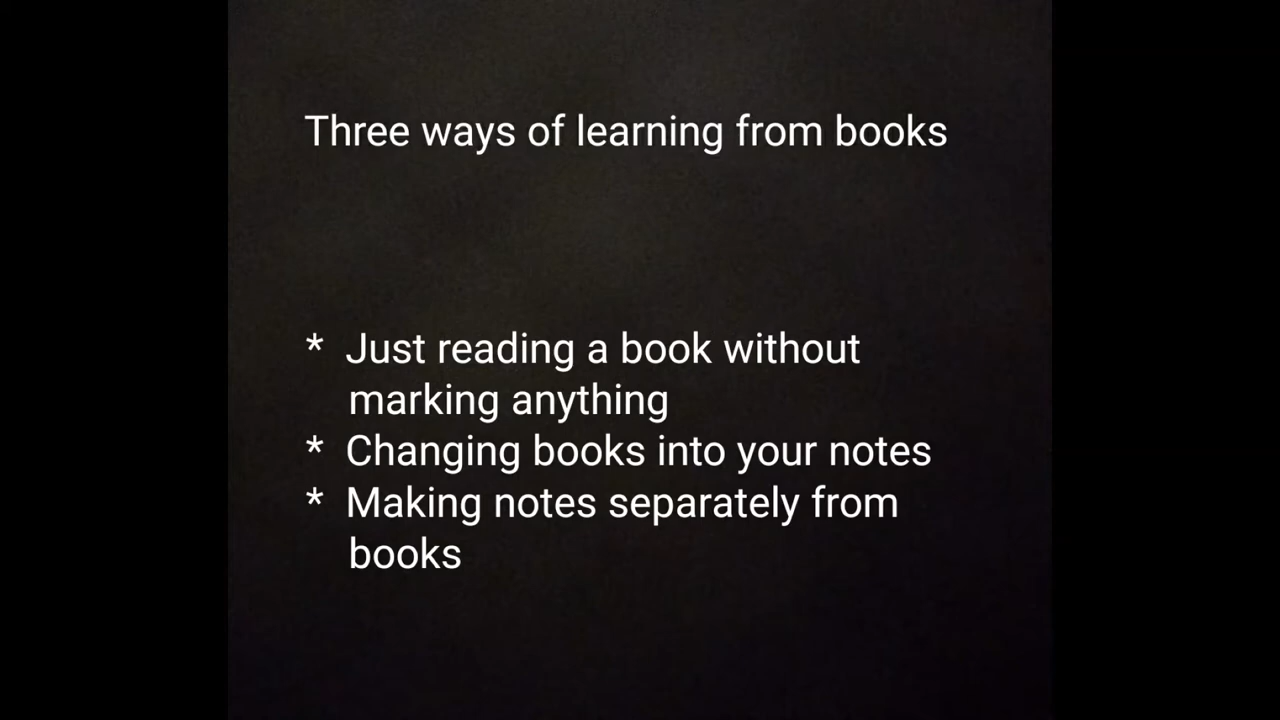 Three ways of learning from books
* Just reading a book without
marking anything
* Changing books into your notes
* Making notes separately from
books